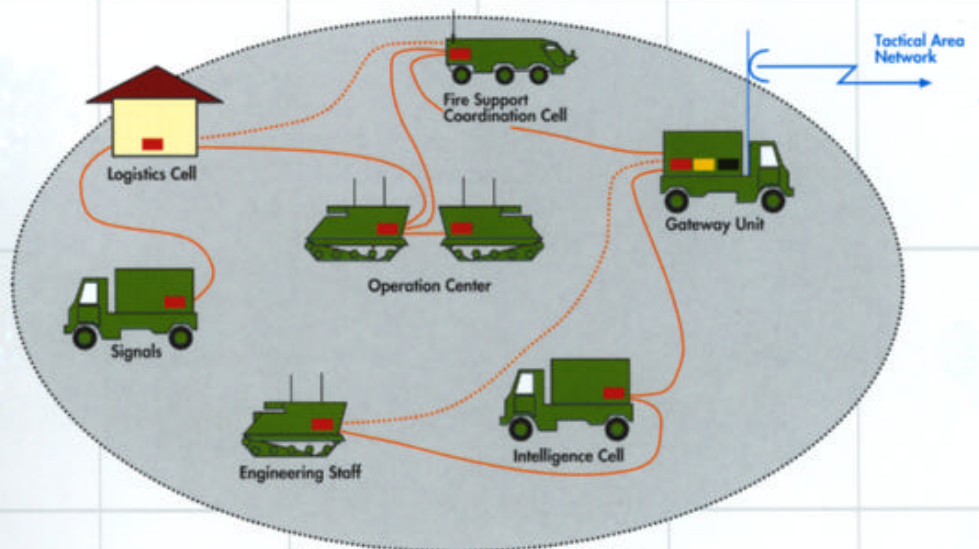 Tactical Area
Network
Fire Support
Coordination Cell
Logistics Cell
Gateway Unit
Operation Center
Signals
Intelligence Cell
Engineering Staff